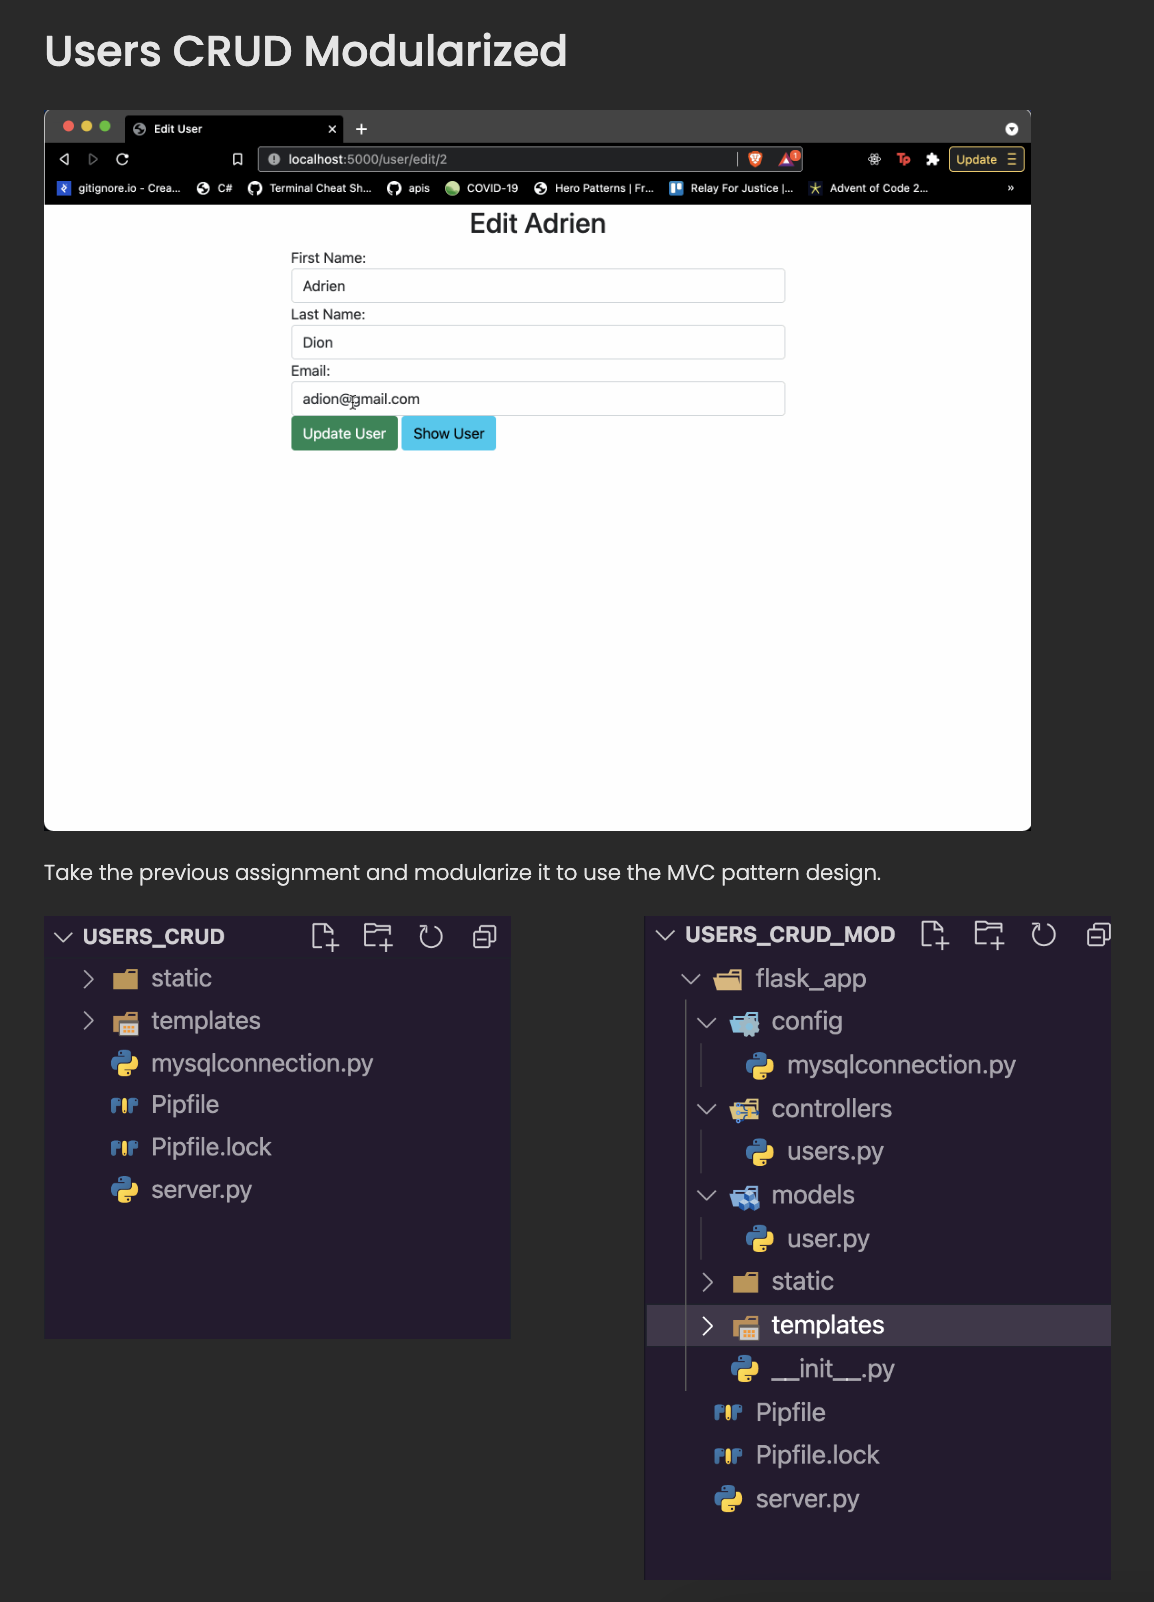 Users CRUD Modularized
Edit User
localhost:5000/user/edit/2
1
Tp
Update
gitignore.io - Crea...
C#
Terminal Cheat Sh...
apis
COVID-19
Hero Patterns | Fr...
Relay For Justice |...
Advent of Code 2...
»
Edit Adrien
First Name:
Adrien
Last Name:
Dion
Email:
adion@gmail.com
Update User
Show User
Take the previous assignment and modularize it to use the MVC pattern design.
USERS_CRUD
static
templates
mysqlconnection.py
Pipfile
Pipfile.lock
server.py
USERS_CRUD_MOD
flask_app
config
mysqlconnection.py
controllers
users.py
models
user.py
static
templates
__init__.py
Pipfile
Pipfile.lock
server.py